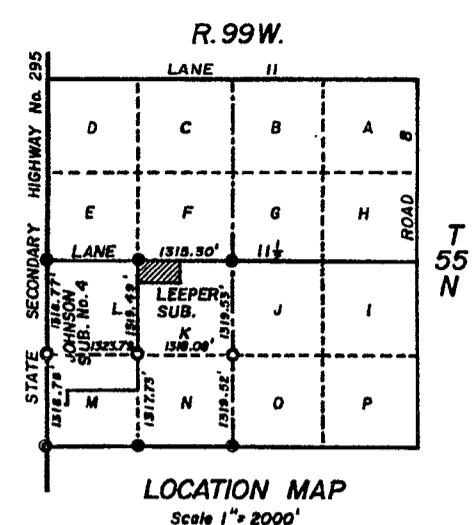 R. 99W.
LANE 11
STATE SECONDARY HIGHWAY No. 295
D C B A
ROAD 8
E F G H
T
55
N
LANE 1315.30' 11½
1316.77'
JOHNSON
SUB. No. 4
L
1319.49'
LEEPER
SUB.
K
1319.53'
J I
1323.79' 1318.08'
1316.78'
M
1317.73'
N
1319.52'
O P
LOCATION MAP
Scale 1"= 2000'